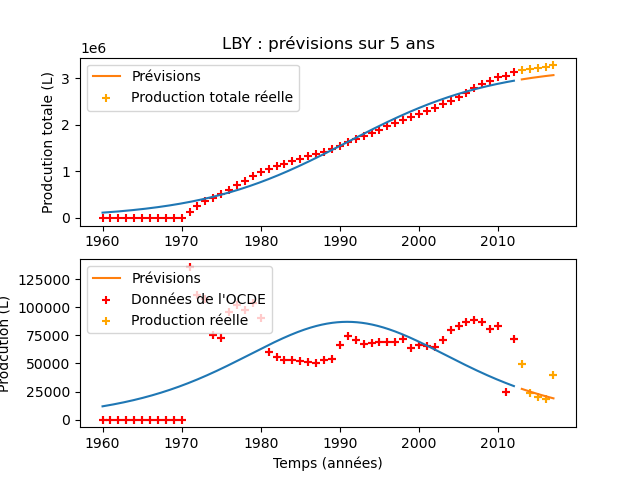 LBY : prévisions sur 5 ans
1e6
Prodcution totale (L)
3
2
1
0
Prévisions
Production totale réelle
1960 1970 1980 1990 2000 2010
Prodcution (L)
125000
100000
75000
50000
25000
0
Prévisions
Données de l'OCDE
Production réelle
1960 1970 1980 1990 2000 2010
Temps (années)